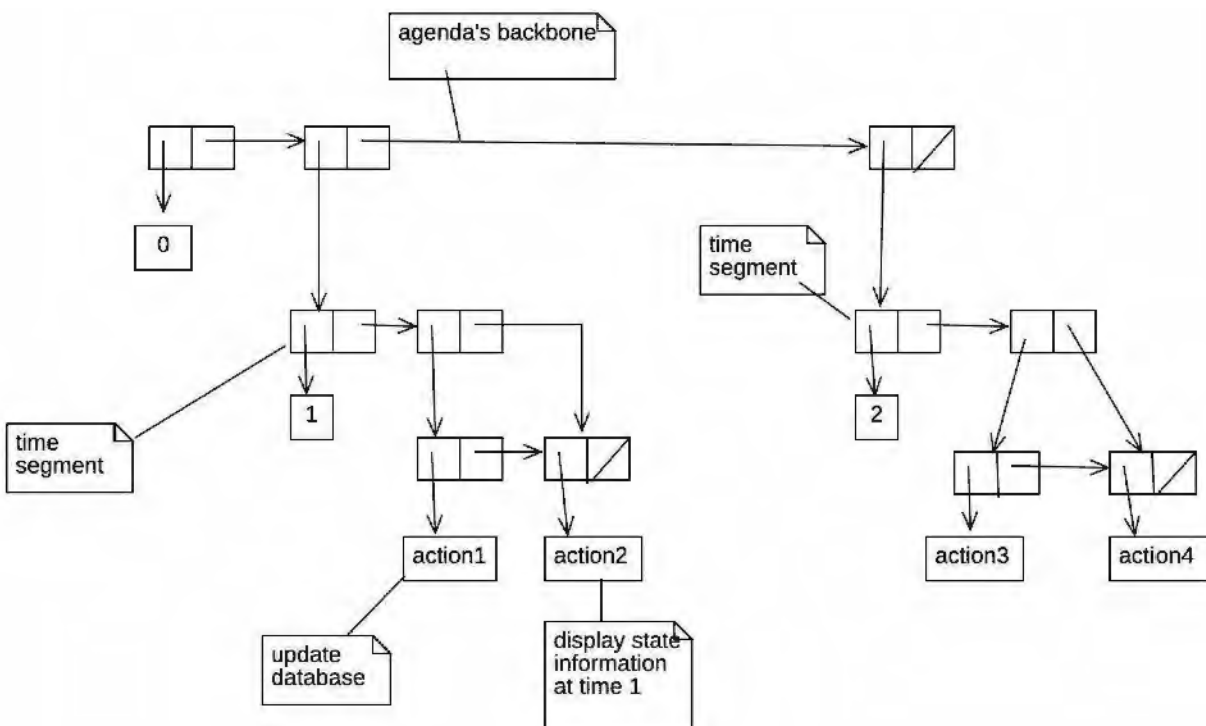 agenda's backbone
0
time
segment
1
2
time
segment
action1
action2
action3
action4
update
database
display state
information
at time 1